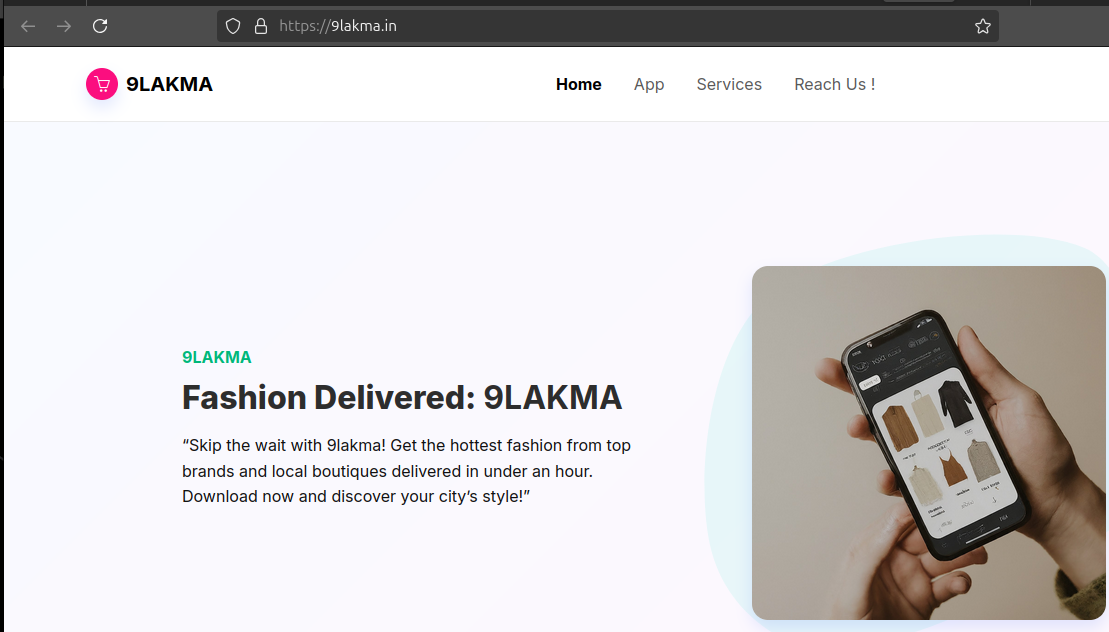 https://9lakma.in
9LAKMA
Home App Services Reach Us !
9LAKMA
Fashion Delivered: 9LAKMA
“Skip the wait with 9lakma! Get the hottest fashion from top
brands and local boutiques delivered in under an hour.
Download now and discover your city’s style!”